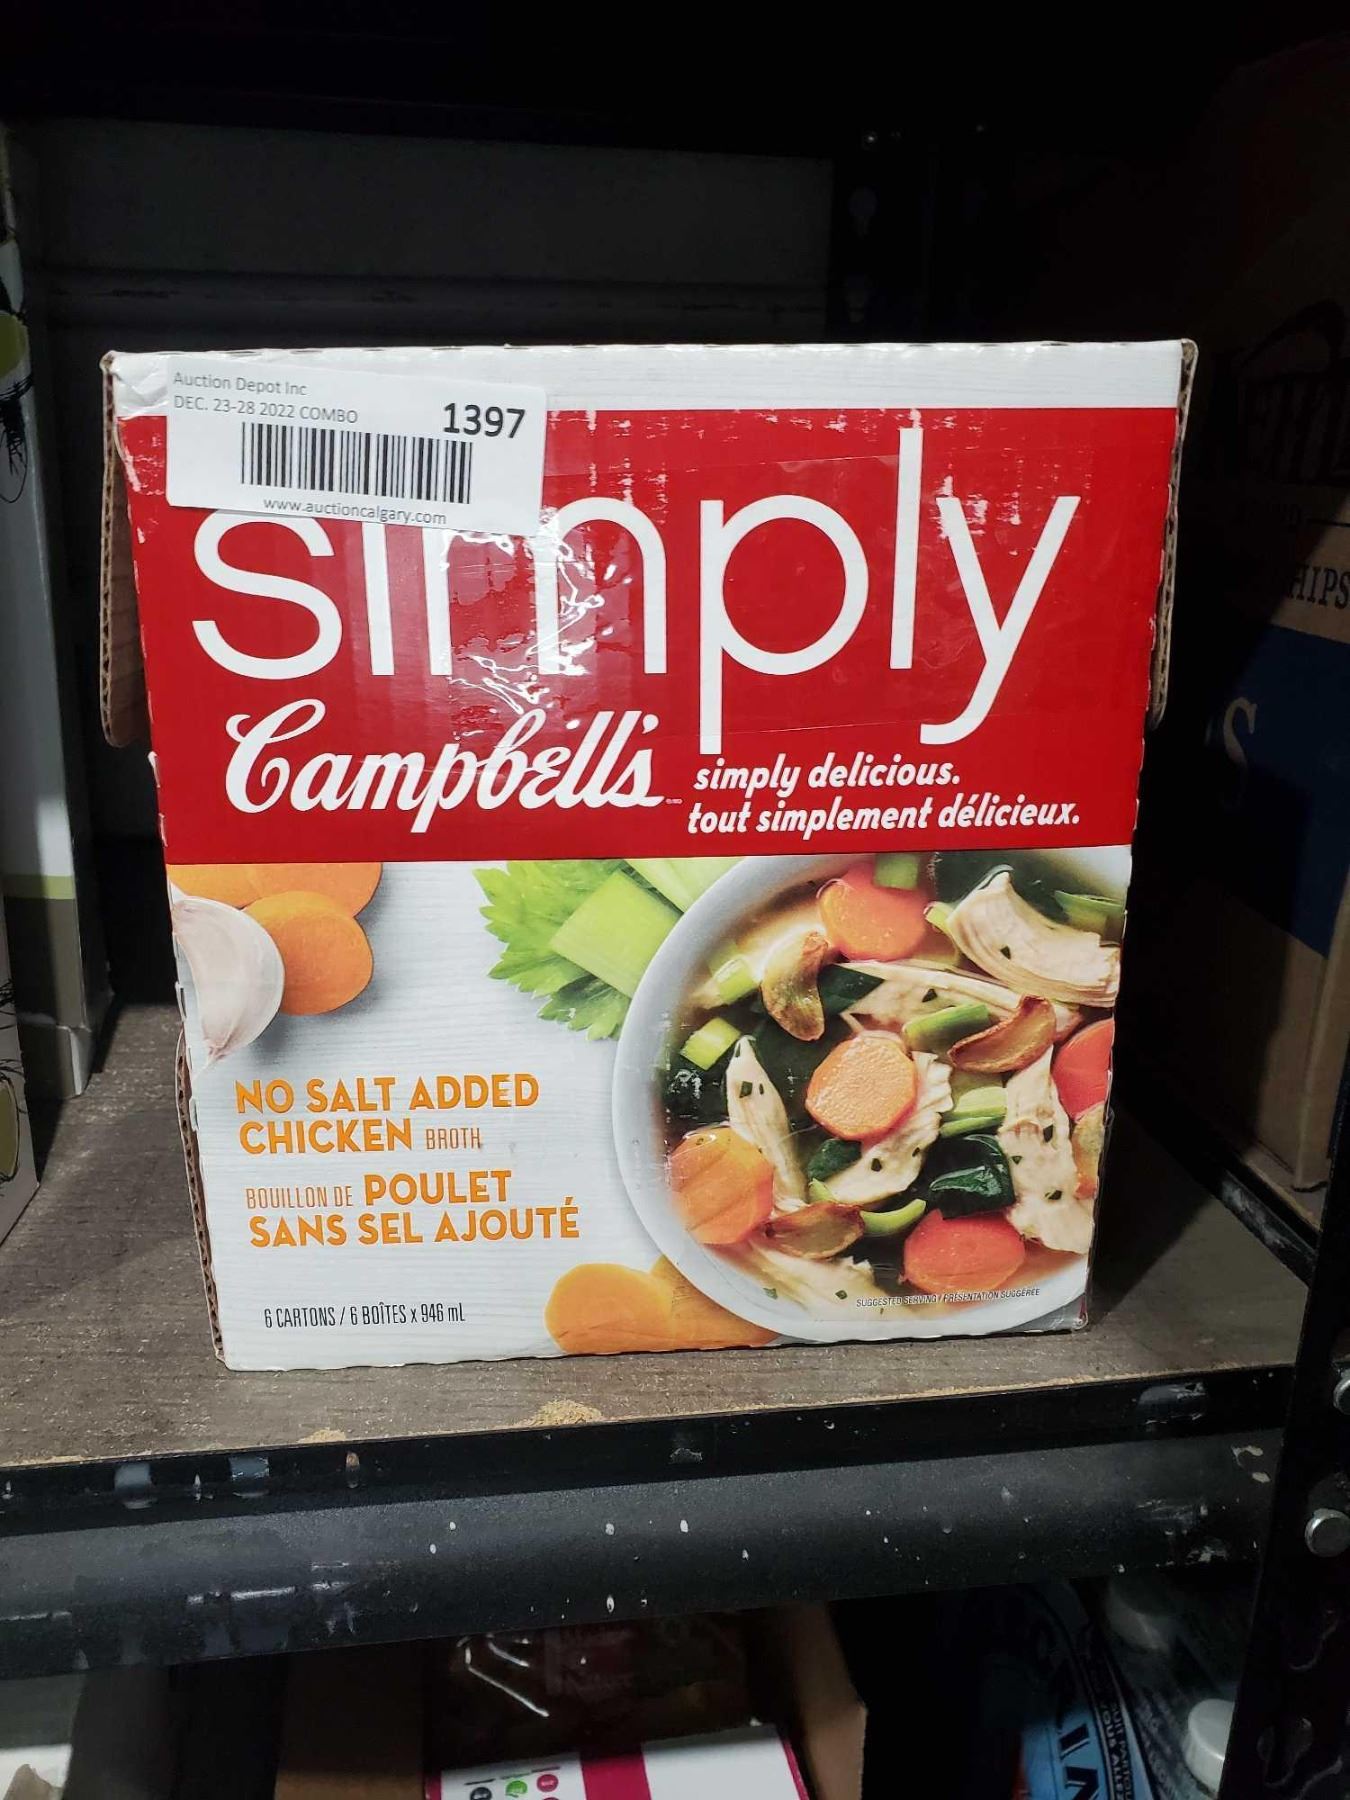 Auction Depot Inc
DEC. 23-28 2022 COMBO
1397
www.auctioncalgary.com
simply
Campbell's
simply delicious.
tout simplement délicieux.
NO SALT ADDED
CHICKEN BROTH
BOUILLON DE POULET
SANS SEL AJOUTÉ
6 CARTONS / 6 BOÎTES x 946 mL
SUGGESTED SERVING / PRÉSENTATION SUGGÉRÉE
HIPS